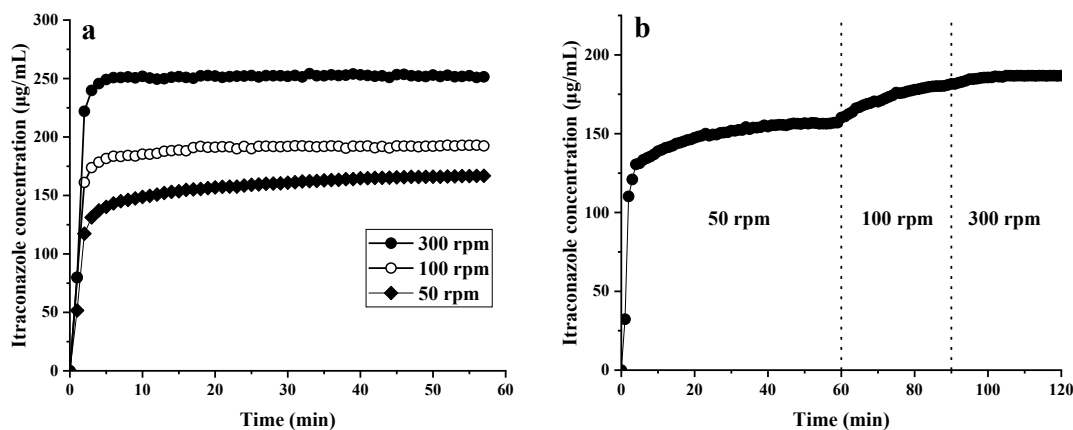 a
Itraconazole concentration (µg/mL)
300
250
200
150
100
50
0
300 rpm
100 rpm
50 rpm
0 10 20 30 40 50 60
Time (min)
b
Itraconazole concentration (µg/mL)
200
150
100
50
0
50 rpm
100 rpm
300 rpm
0 20 40 60 80 100 120
Time (min)